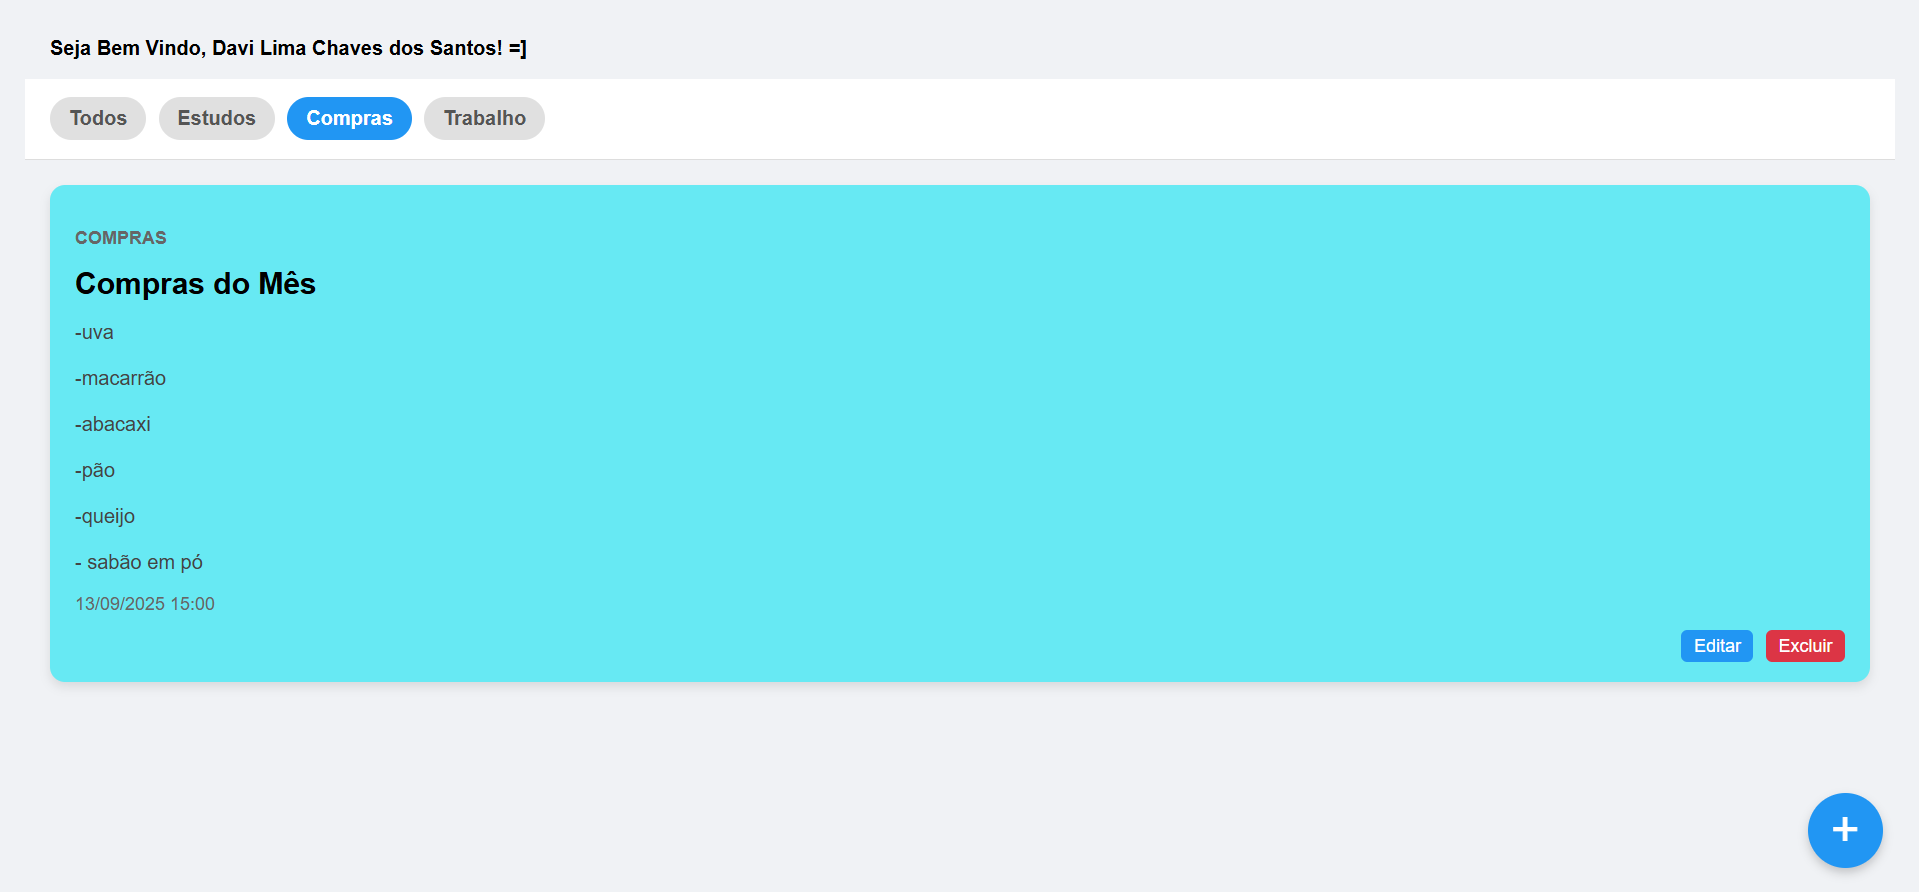 Seja Bem Vindo, Davi Lima Chaves dos Santos! =]
Todos Estudos Compras Trabalho
COMPRAS
Compras do Mês
-uva
-macarrão
-abacaxi
-pão
-queijo
- sabão em pó
13/09/2025 15:00
Editar Excluir
+